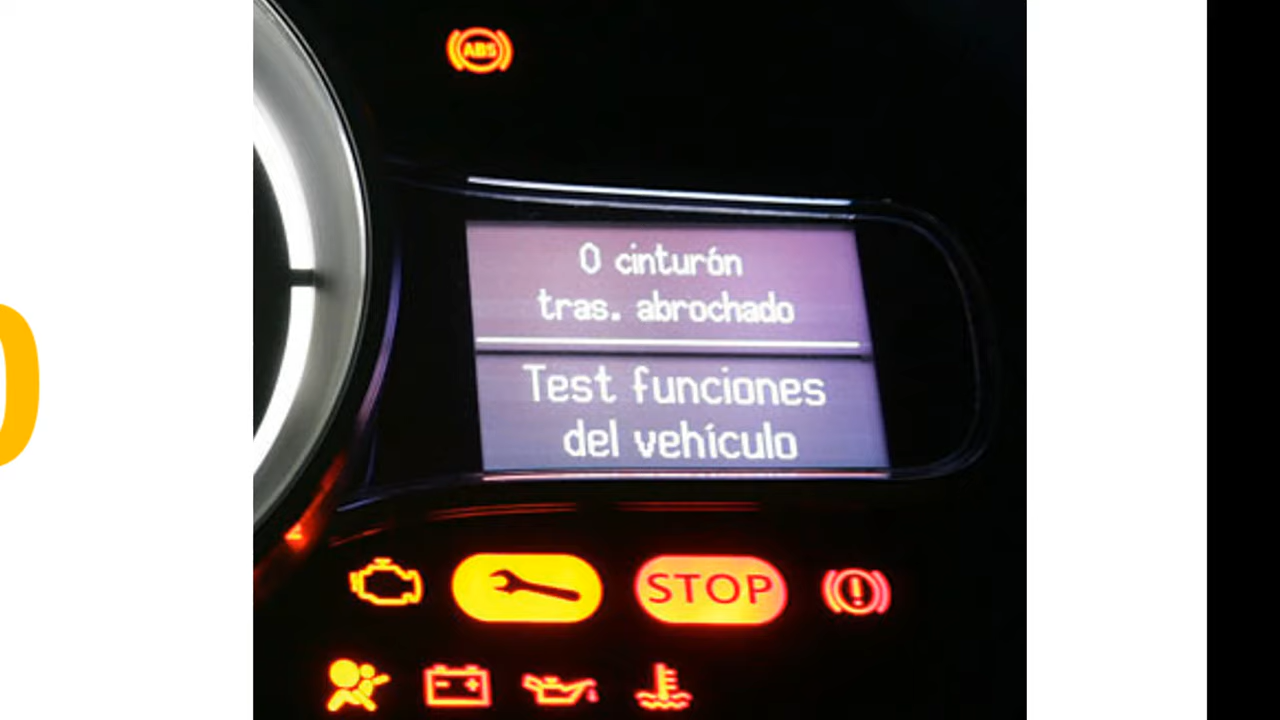 ABS
0 cinturón
tras. abrochado
Test funciones
del vehículo
STOP